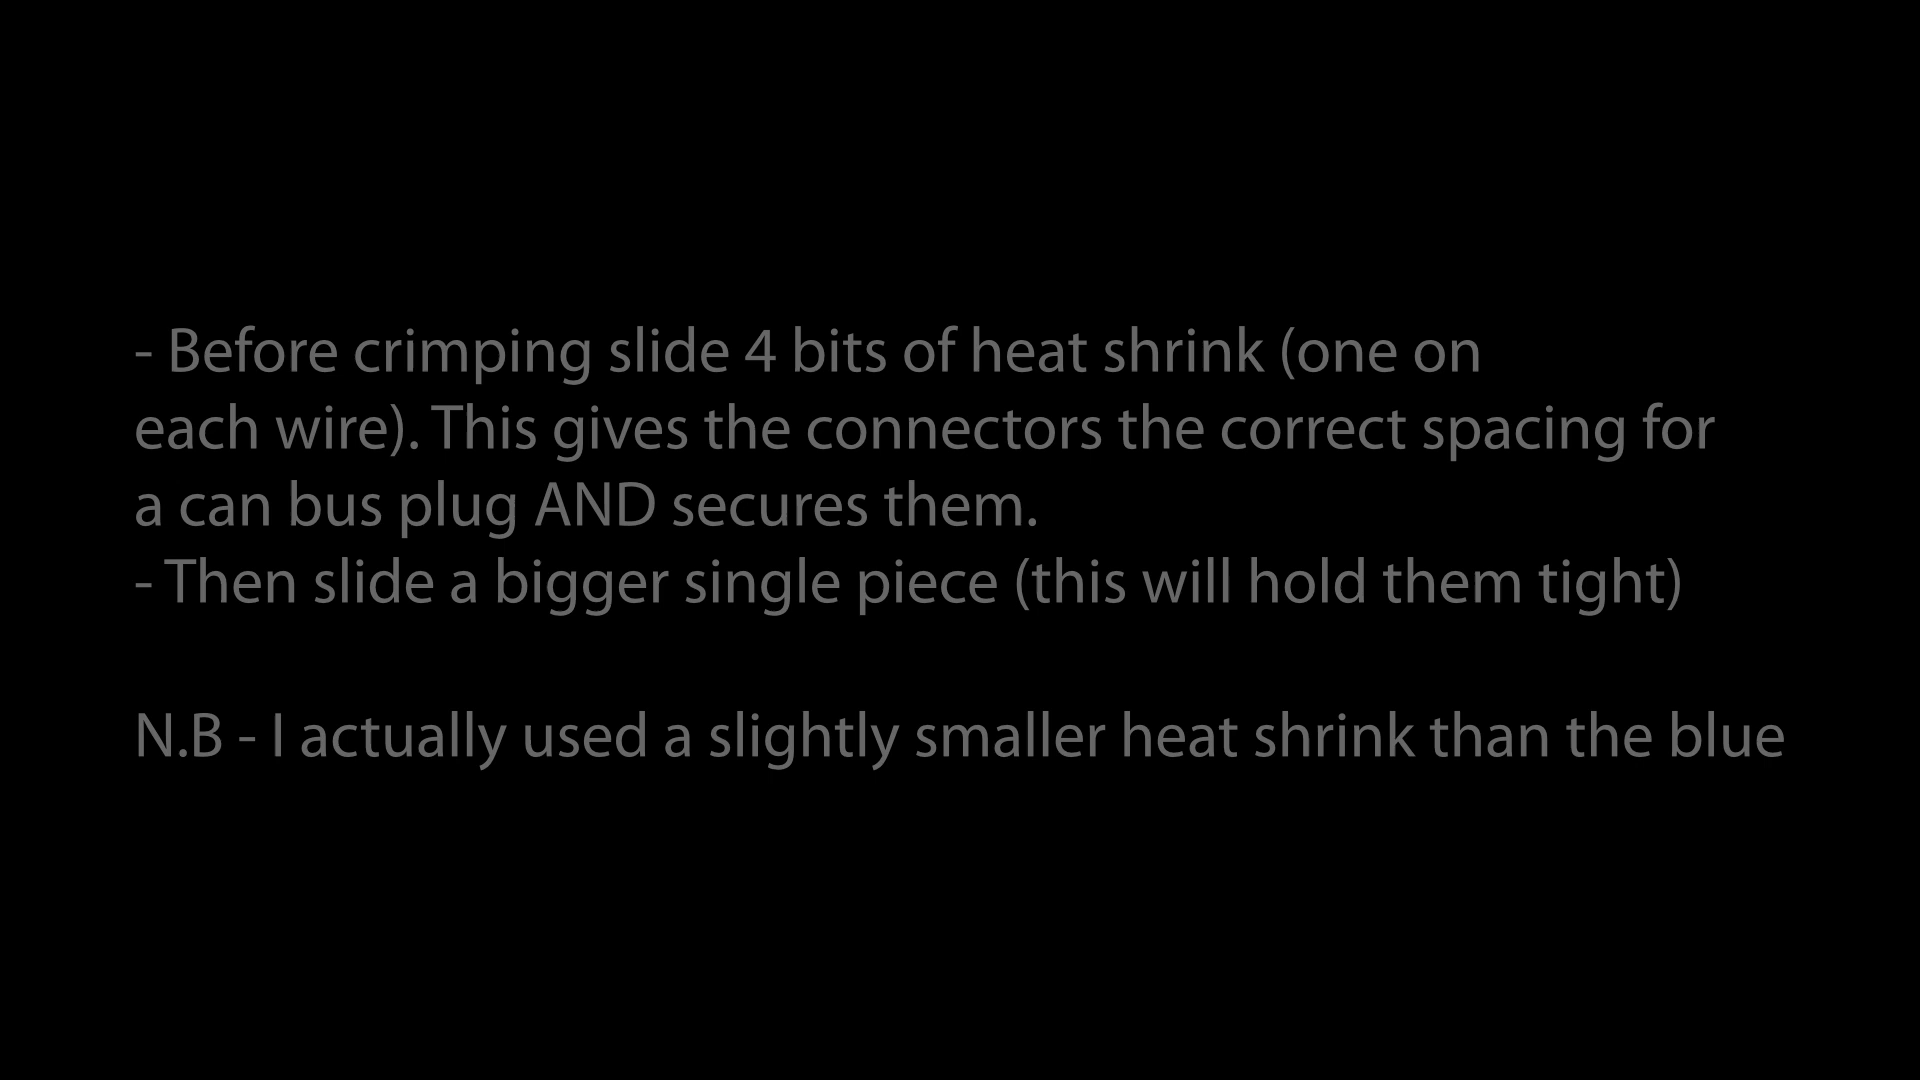 - Before crimping slide 4 bits of heat shrink (one on
each wire). This gives the connectors the correct spacing for
a can bus plug AND secures them.
- Then slide a bigger single piece (this will hold them tight)
N.B - I actually used a slightly smaller heat shrink than the blue